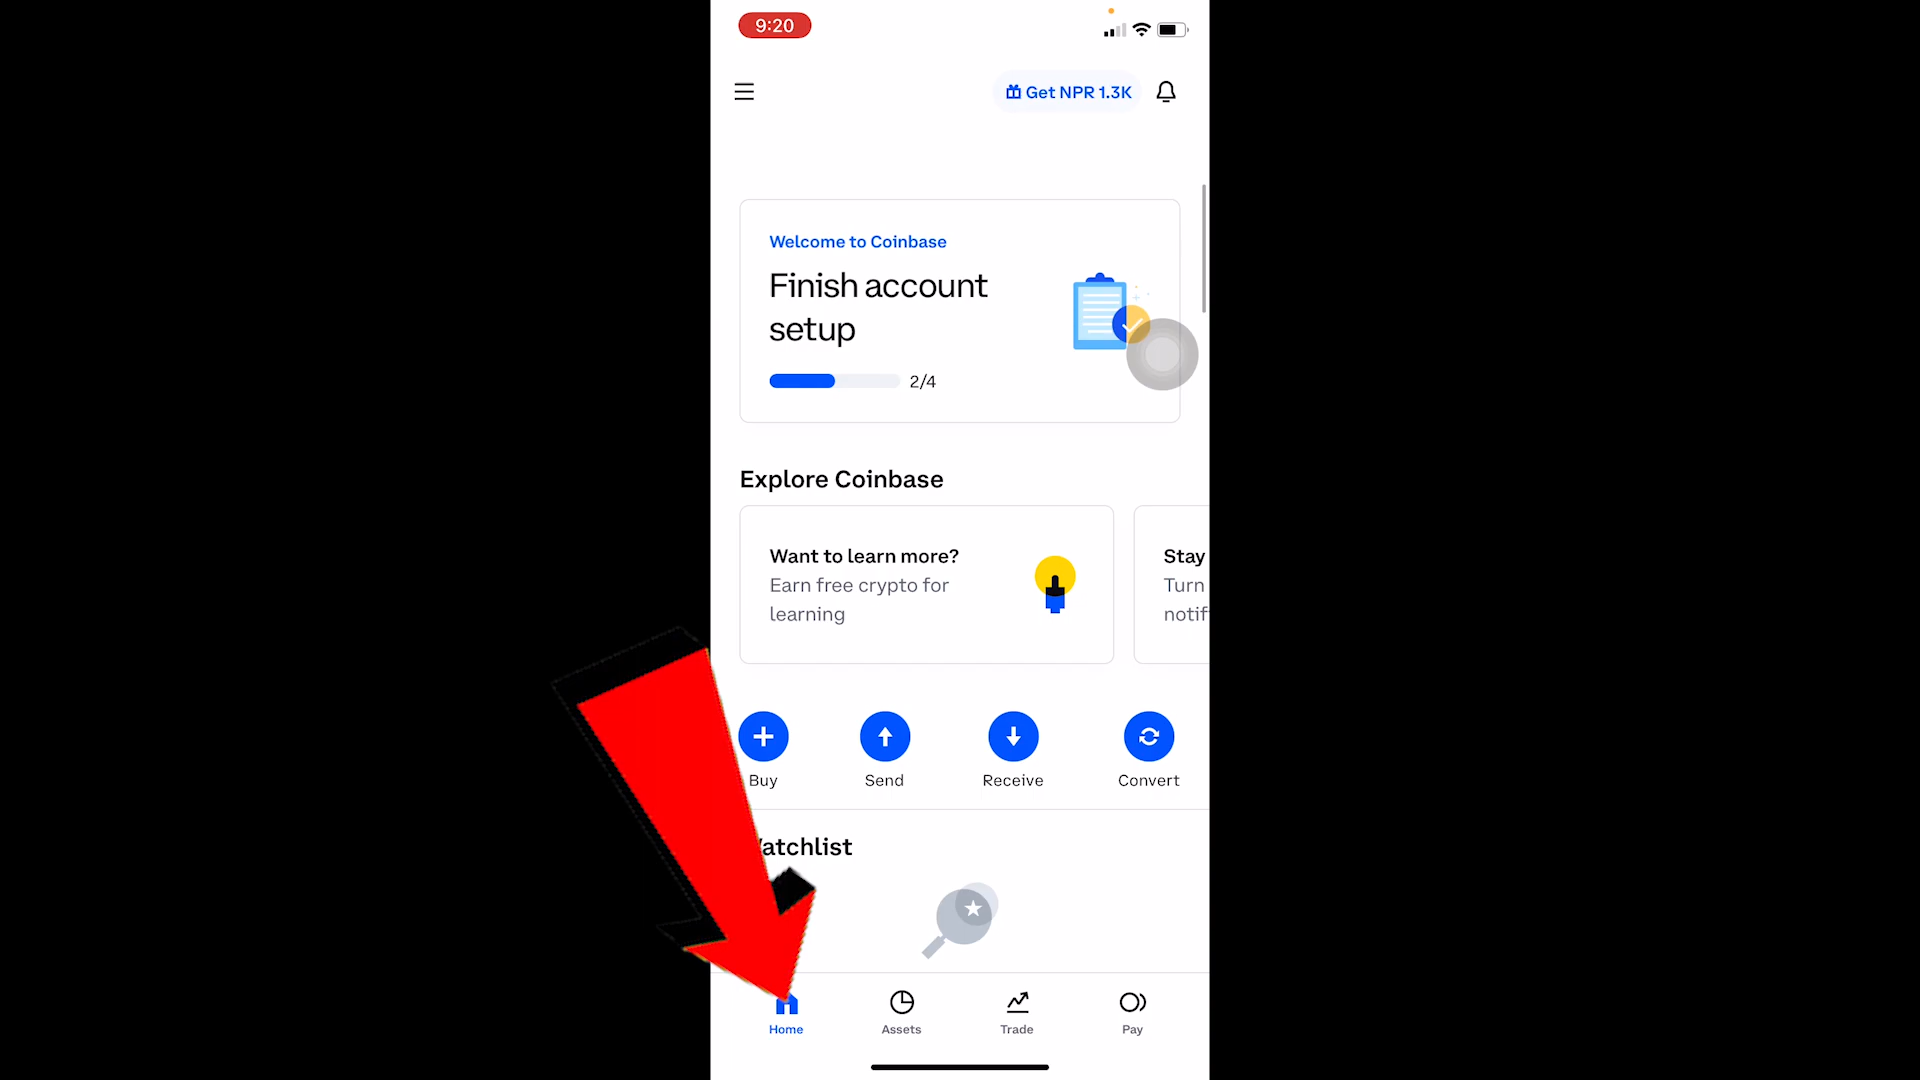 9:20
Get NPR 1.3K
Welcome to Coinbase
Finish account
setup
2/4
Explore Coinbase
Want to learn more?
Earn free crypto for
learning
Stay
Turn
notif
Buy
Send
Receive
Convert
atchlist
Home
Assets
Trade
Pay